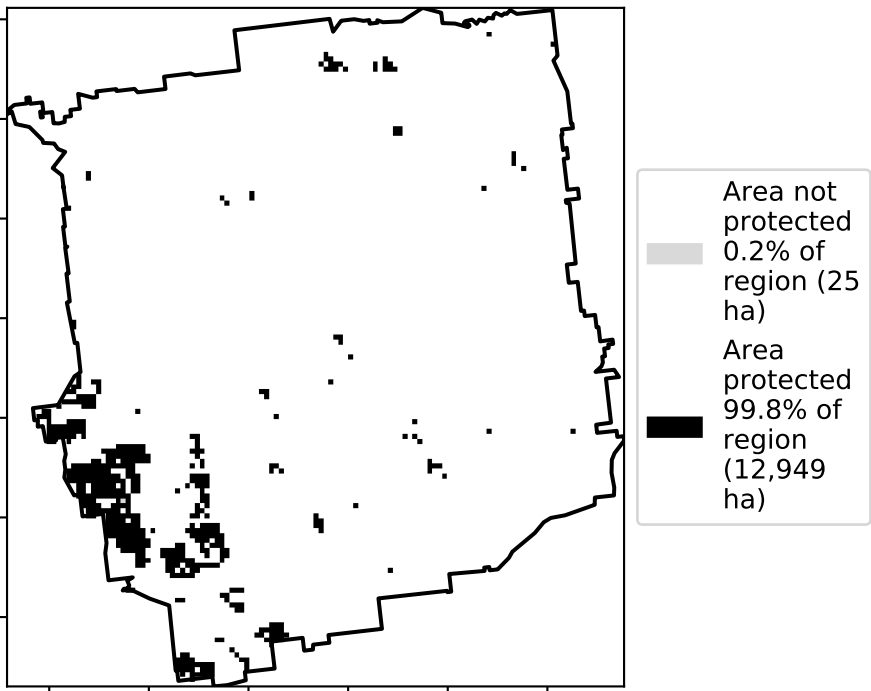 Area not
protected
0.2% of
region (25
ha)
Area
protected
99.8% of
region
(12,949
ha)